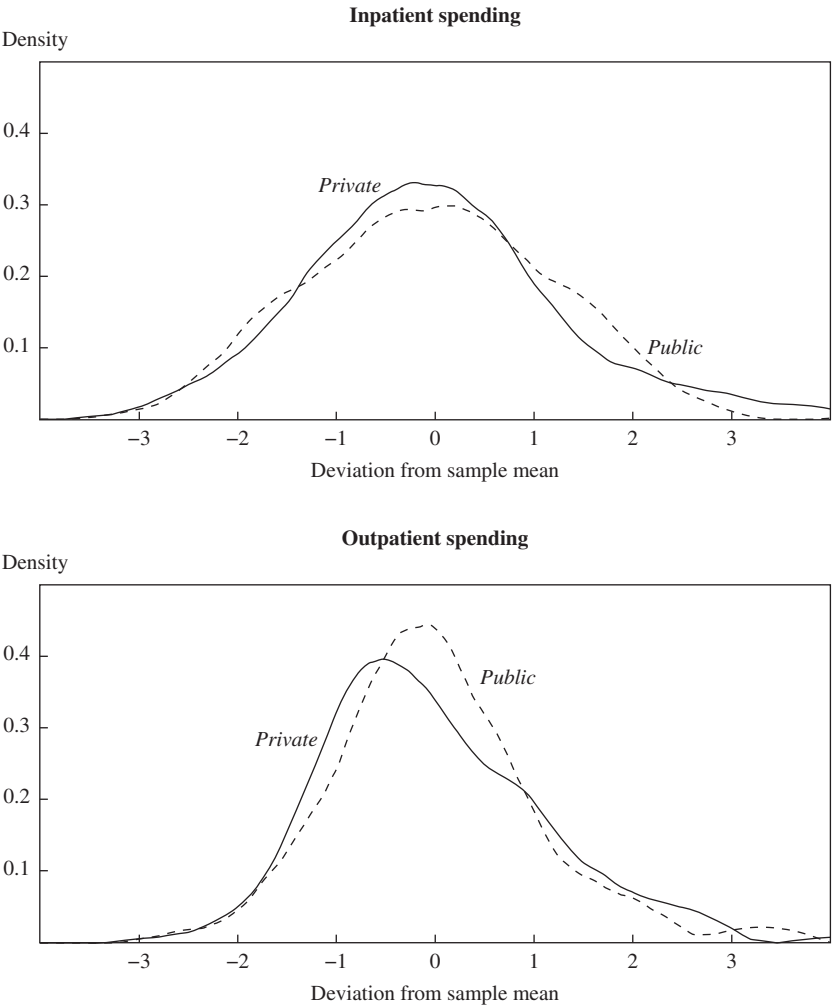 Inpatient spending
Density
0.4
Private
0.3
0.2
0.1
Public
−3 −2 −1 0 1 2 3
Deviation from sample mean
Outpatient spending
Density
0.4
Public
0.3
Private
0.2
0.1
−3 −2 −1 0 1 2 3
Deviation from sample mean